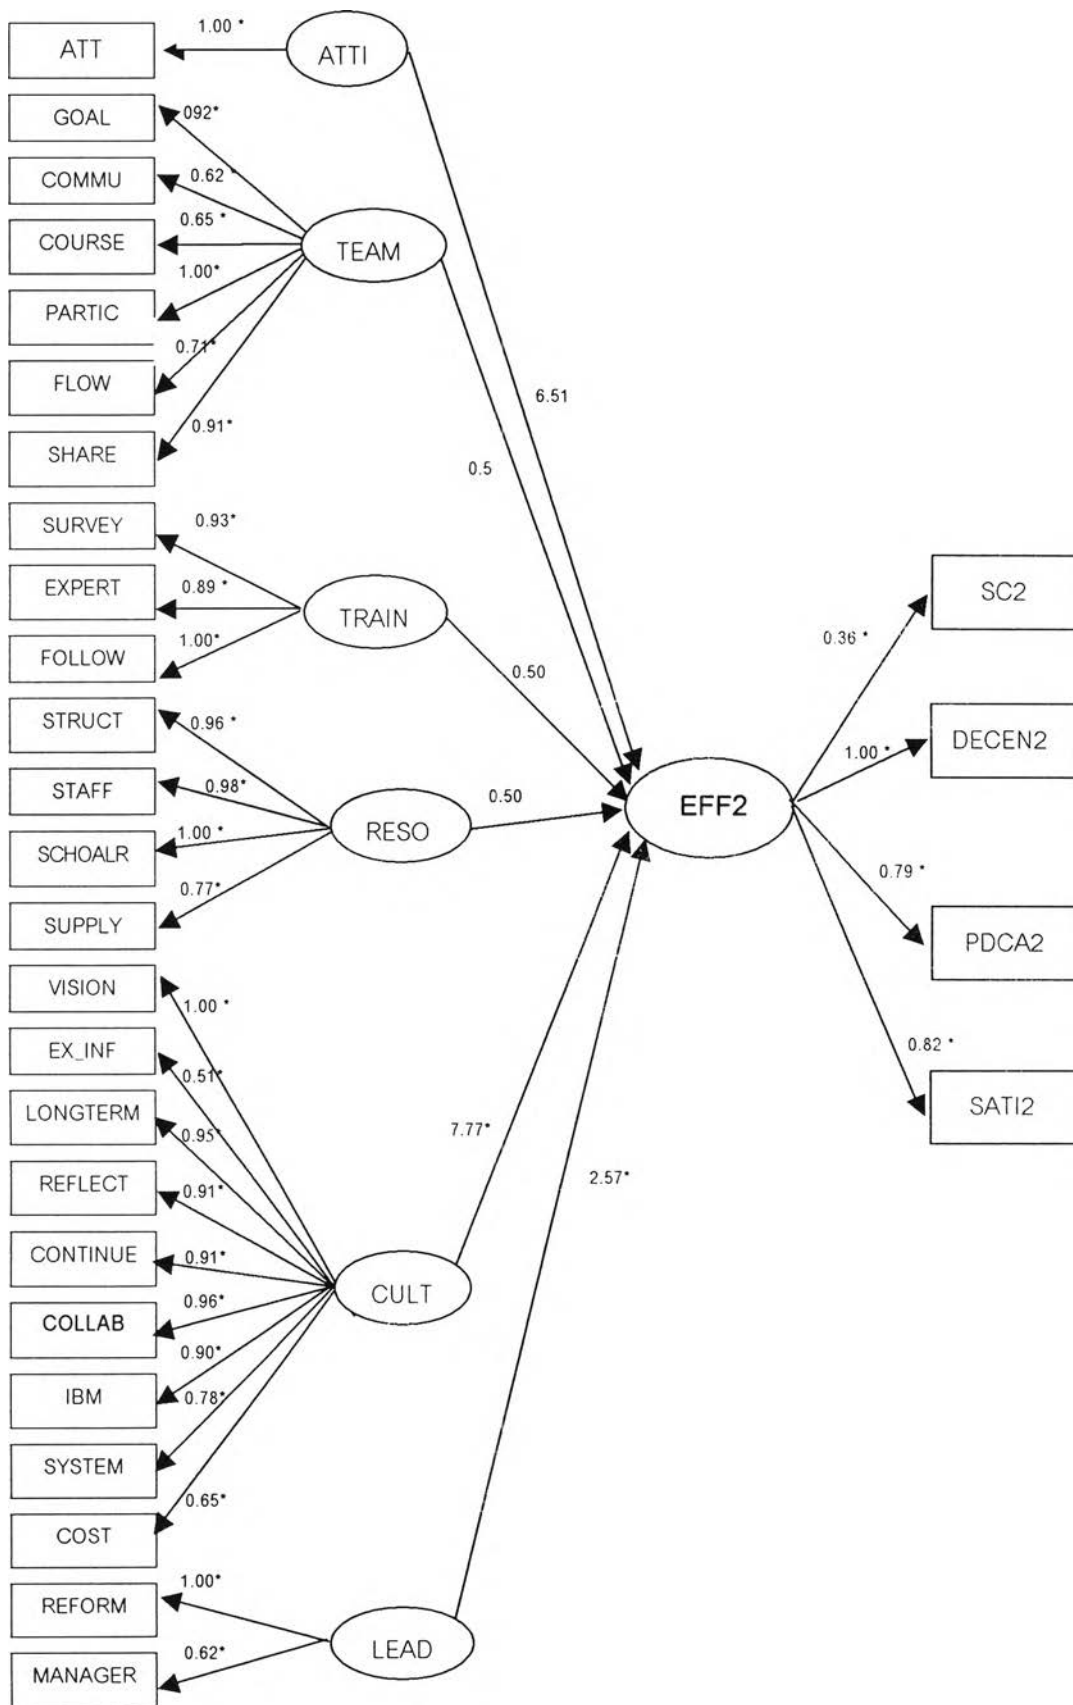 ATT
1.00 *
ATTI
GOAL
092*
COMMU
0.62 *
COURSE
0.65 *
TEAM
PARTIC
1.00*
FLOW
0.71*
SHARE
0.91*
6.51
0.5
SURVEY
0.93*
EXPERT
0.89 *
TRAIN
FOLLOW
1.00*
0.50
STRUCT
0.96 *
STAFF
0.98*
RESO
0.50
SCHOALR
1.00 *
SUPPLY
0.77*
EFF2
SC2
0.36 *
DECEN2
1.00 *
PDCA2
0.79 *
SATI2
0.82 *
VISION
1.00 *
EX_INF
0.51*
LONGTERM
0.95*
REFLECT
0.91*
CONTINUE
0.91*
CULT
7.77*
2.57*
COLLAB
0.96*
IBM
0.90*
SYSTEM
0.78*
COST
0.65*
REFORM
1.00*
LEAD
MANAGER
0.62*